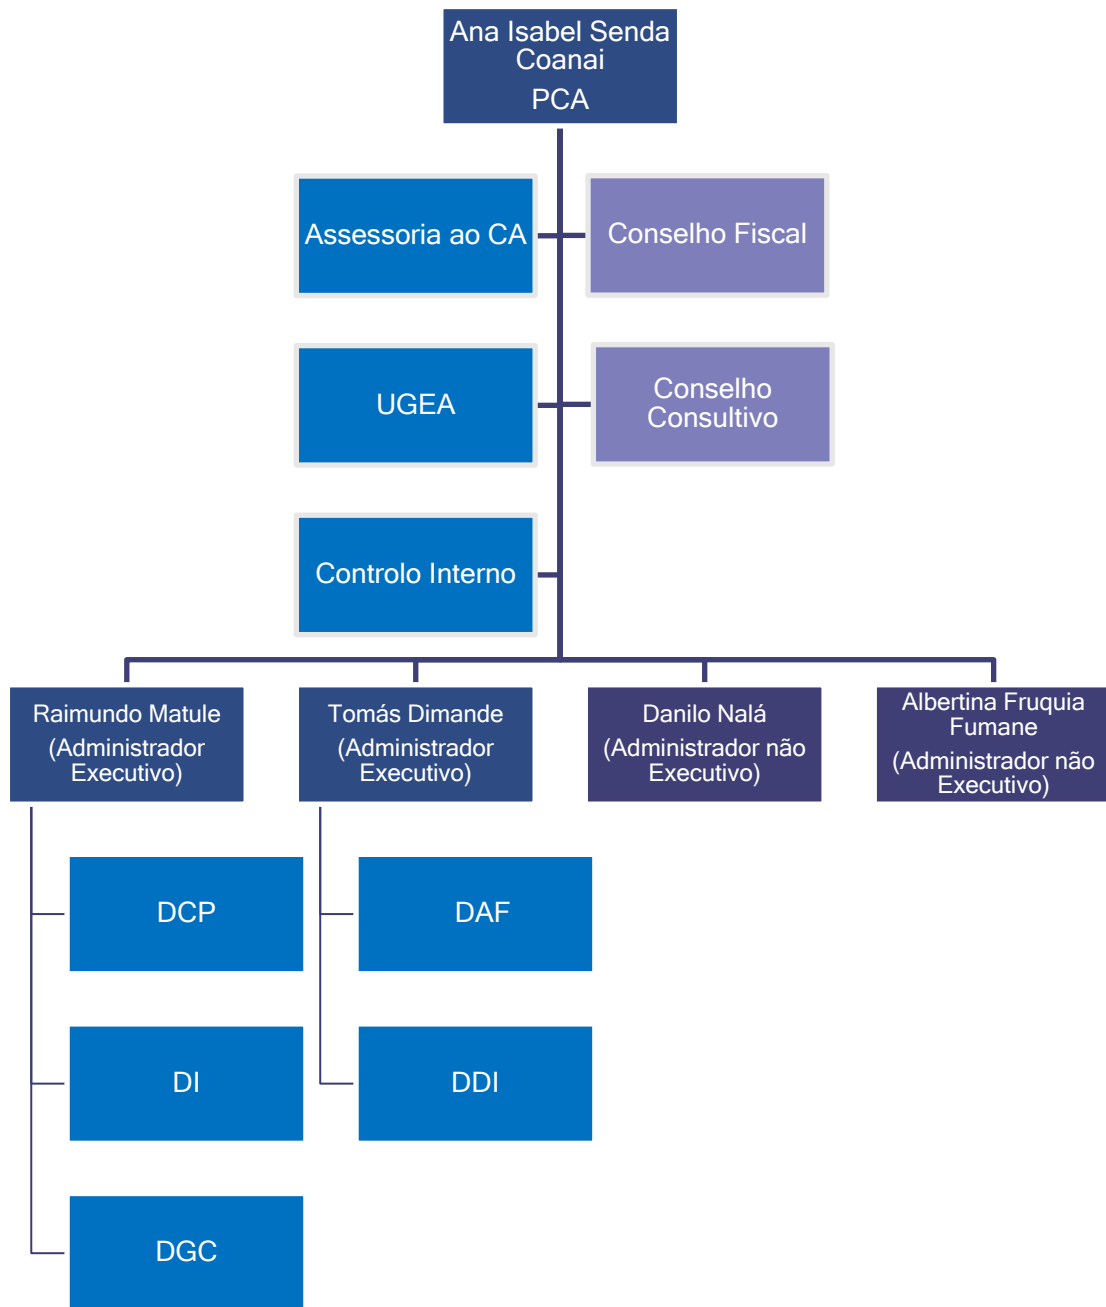 Ana Isabel Senda
Coanai
PCA
Assessoria ao CA
Conselho Fiscal
UGEA
Conselho
Consultivo
Controlo Interno
Raimundo Matule
(Administrador
Executivo)
Tomás Dimande
(Administrador
Executivo)
Danilo Nalá
(Administrador não
Executivo)
Albertina Fruquia
Fumane
(Administrador não
Executivo)
DCP
DAF
DI
DDI
DGC